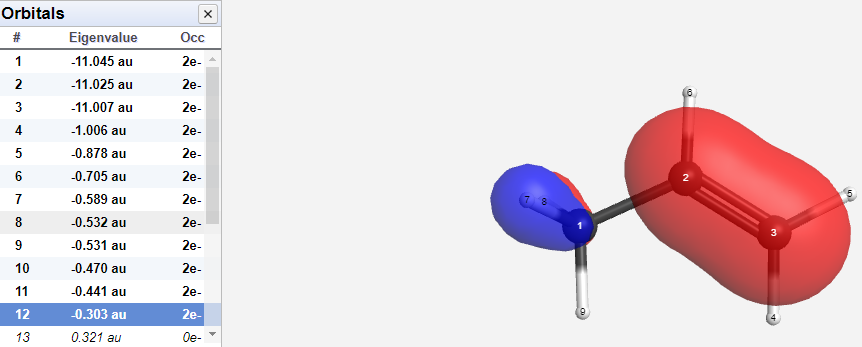 Orbitals ×
# Eigenvalue Occ
1 -11.045 au 2e-
2 -11.025 au 2e-
3 -11.007 au 2e-
4 -1.006 au 2e-
5 -0.878 au 2e-
6 -0.705 au 2e-
7 -0.589 au 2e-
8 -0.532 au 2e-
9 -0.531 au 2e-
10 -0.470 au 2e-
11 -0.441 au 2e-
12 -0.303 au 2e-
13 0.321 au 0e-
6
2
5
7 8
1
3
9
4